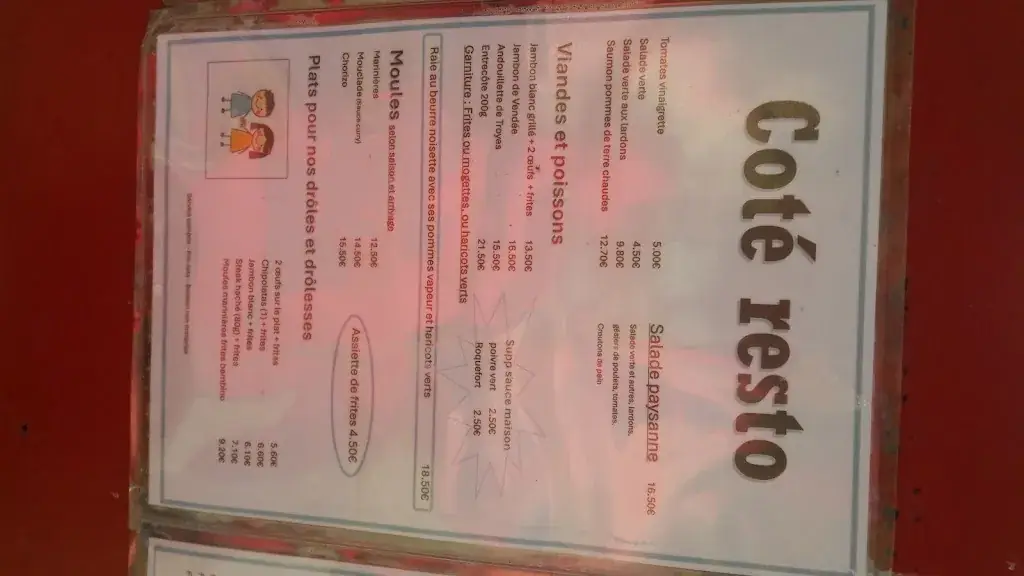 Coté resto
Tomates vinaigrette 5.00€
Salade verte 4.50€
Salade verte aux lardons 9.80€
Saumon pommes de terre chaudes 12.70€
Salade paysanne 16.50€
Salade verte et autres, lardons,
gésiers de poulets, tomates,
Croutons de pain
Viandes et poissons
Jambon blanc grillé + 2 œufs + frites 13.50€
Jambon de Vendée 16.50€
Andouillette de Troyes 15.50€
Entrecôte 200g 21.50€
Garniture : Frites ou mogettes, ou haricots verts
Supp sauce maison
poivre vert 2.50€
Roquefort 2.50€
Raie au beurre noisette avec ses pommes vapeur et haricots verts 18.50€
Moules selon saison et arrivage
Marinières 12.50€
Mouclade (sauce curry) 14.50€
Chorizo 15.50€
Assiette de frites 4.50€
Plats pour nos drôles et drôlesses
2 œufs sur le plat + frites 5.60€
Chipolatas (1) + frites 6.60€
Jambon blanc + frites 6.10€
Steak haché (80g) + frites 7.10€
Moules marinières frites bambino 9.20€